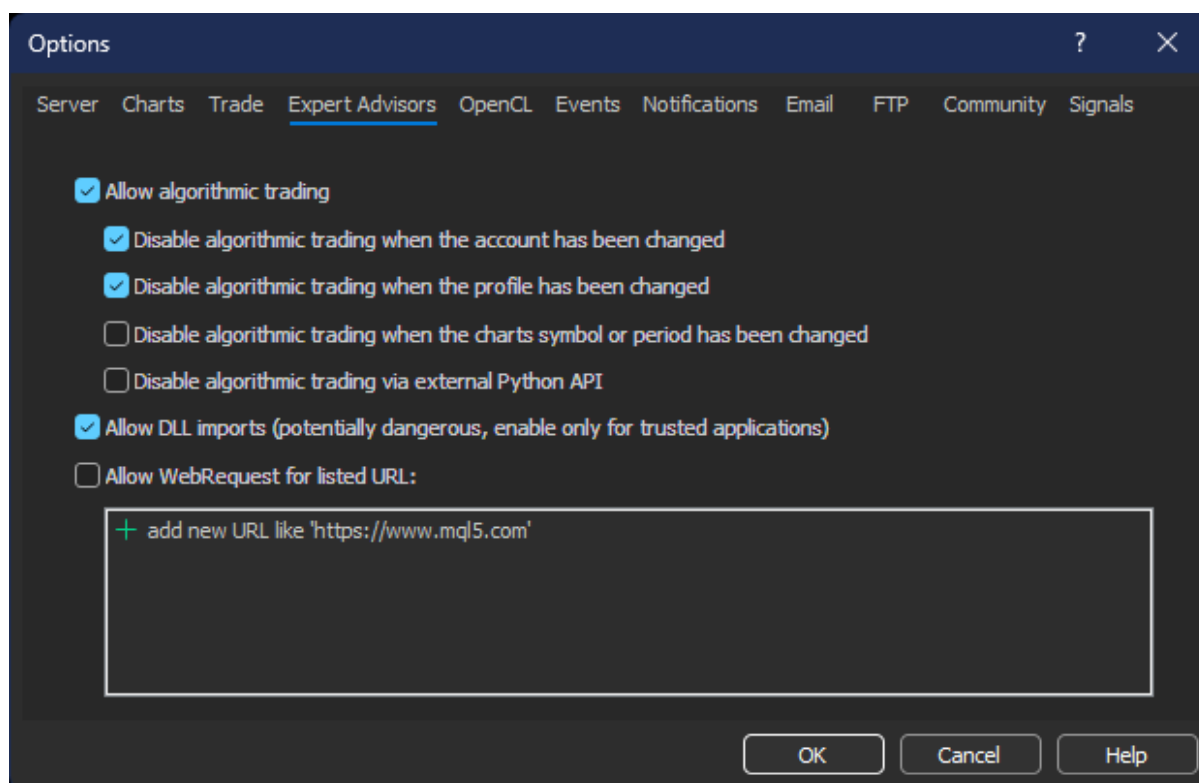 Options ?
Server Charts Trade Expert Advisors OpenCL Events Notifications Email FTP Community Signals
Allow algorithmic trading
Disable algorithmic trading when the account has been changed
Disable algorithmic trading when the profile has been changed
Disable algorithmic trading when the charts symbol or period has been changed
Disable algorithmic trading via external Python API
Allow DLL imports (potentially dangerous, enable only for trusted applications)
Allow WebRequest for listed URL:
add new URL like 'https://www.mql5.com'
OK Cancel Help